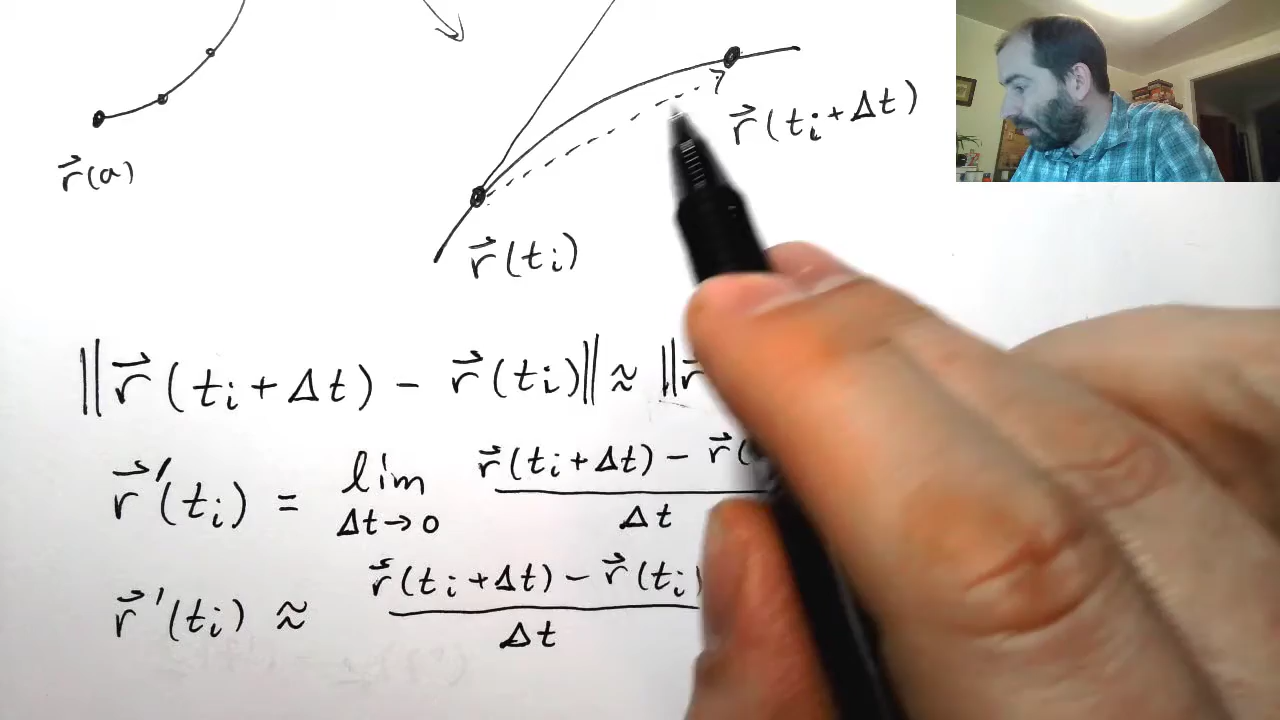 r⃗(a)
r⃗(tᵢ+Δt)
r⃗(tᵢ)
‖r⃗(tᵢ+Δt) − r⃗(tᵢ)‖ ≈ ‖r⃗
r⃗′(tᵢ) = lim Δt→0 r⃗(tᵢ+Δt) − r⃗( / Δt
r⃗′(tᵢ) ≈ r⃗(tᵢ+Δt) − r⃗(tᵢ) / Δt